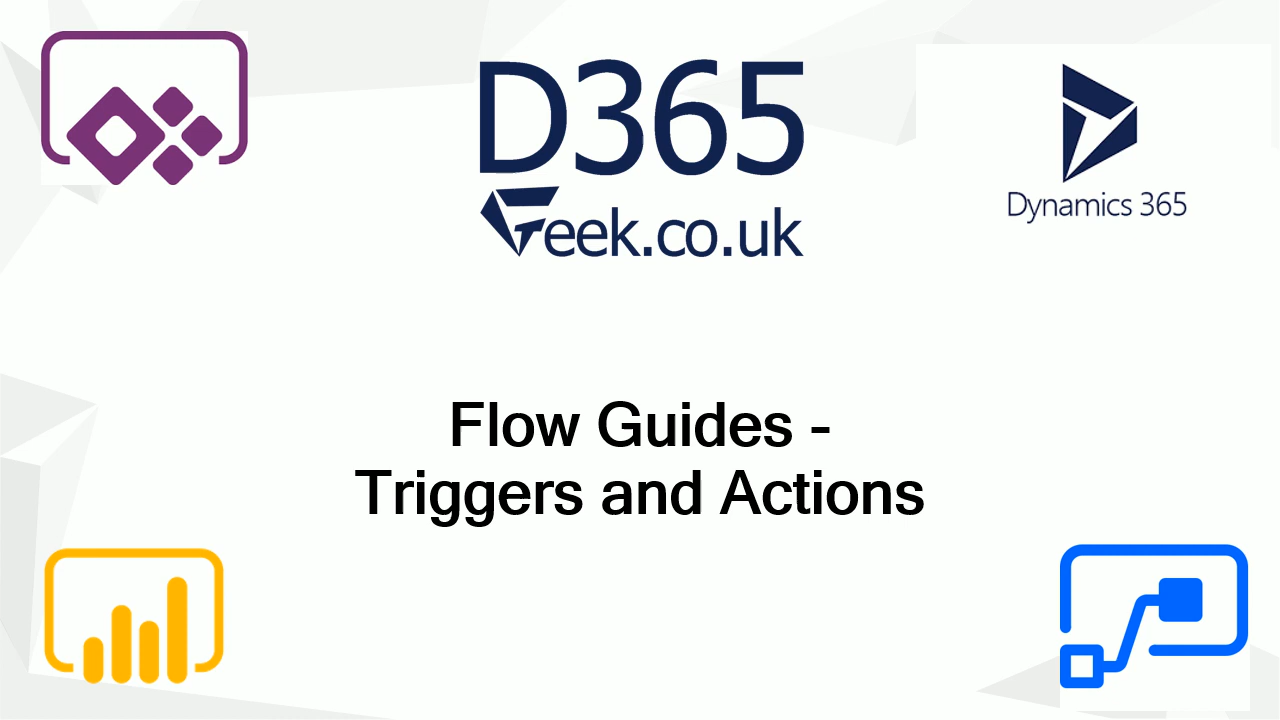 D365
Geek.co.uk
Dynamics 365
Flow Guides -
Triggers and Actions